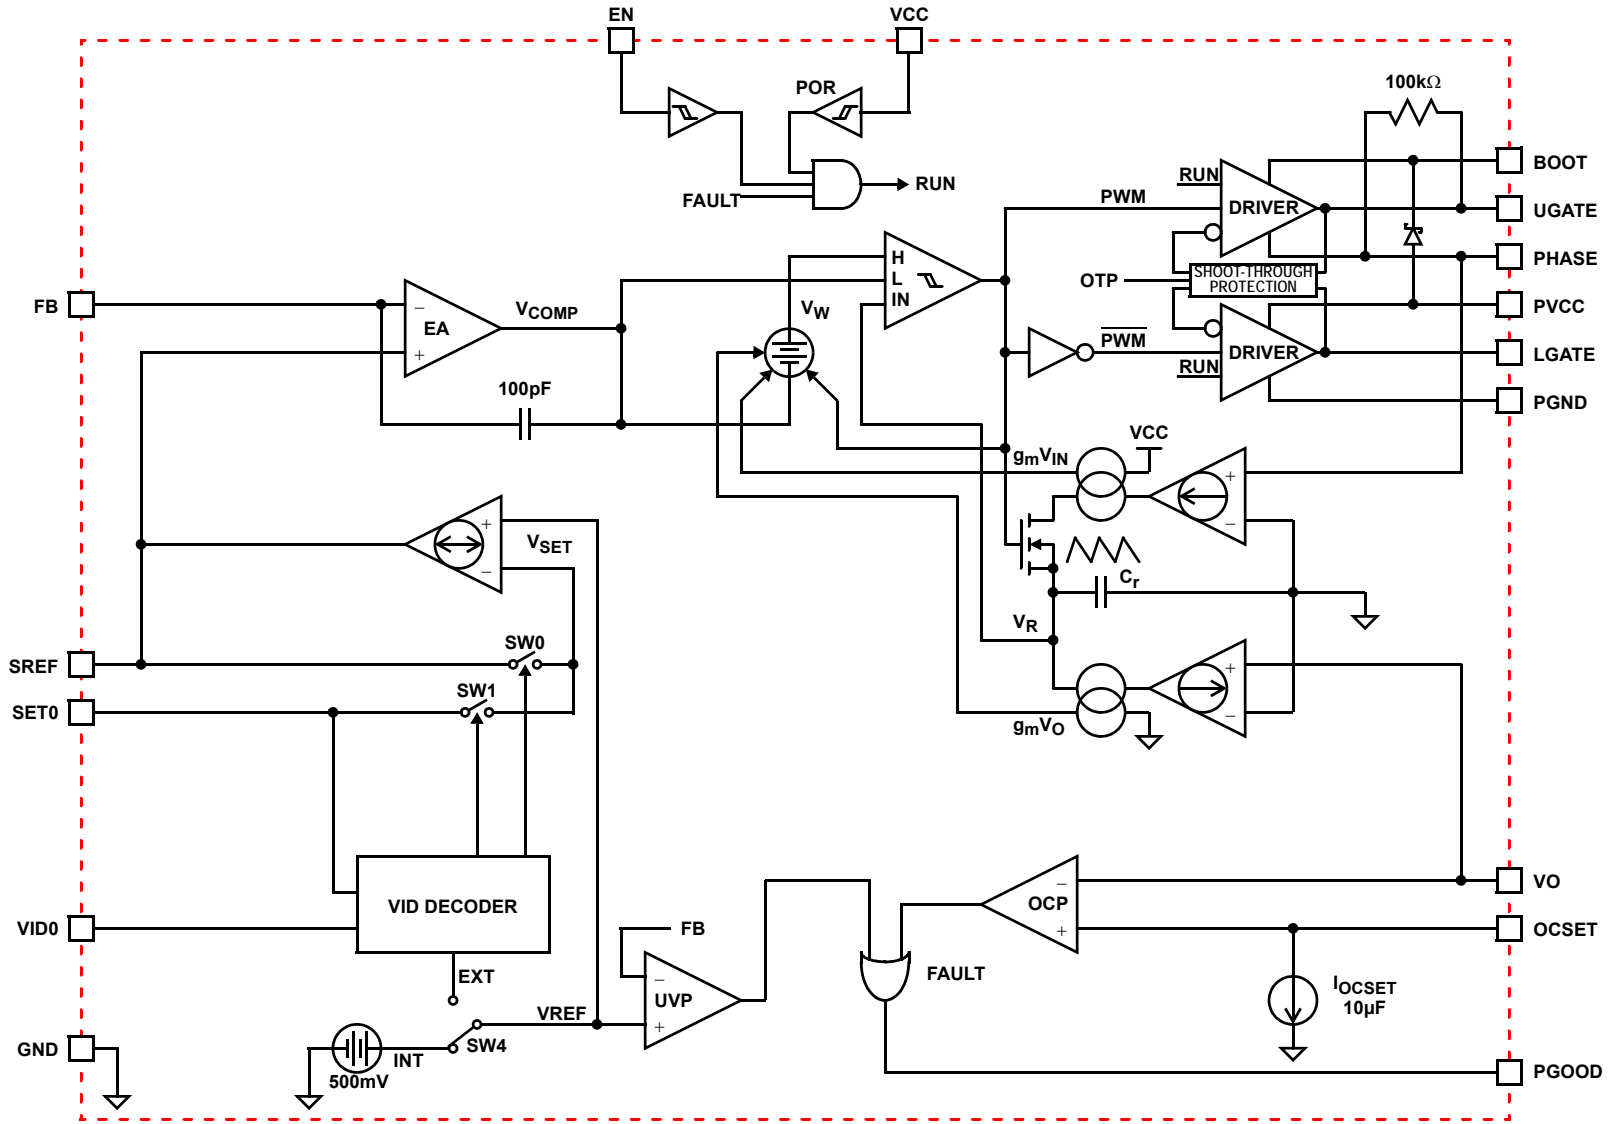 EN
VCC
POR
100kΩ
BOOT
RUN
RUN
PWM
DRIVER
UGATE
FAULT
H
L
IN
PHASE
OTP
SHOOT-THROUGH
PROTECTION
FB
−
EA
+
VCOMP
VW
PVCC
PWM
DRIVER
LGATE
RUN
100pF
PGND
VCC
gmVIN
+
−
+
VSET
−
Cr
VR
SW0
SREF
+
SW1
SET0
−
gmVO
VID DECODER
VID0
EXT
FB
−
UVP
+
VREF
SW4
INT
500mV
GND
−
OCP
+
VO
OCSET
FAULT
IOCSET
10µF
PGOOD